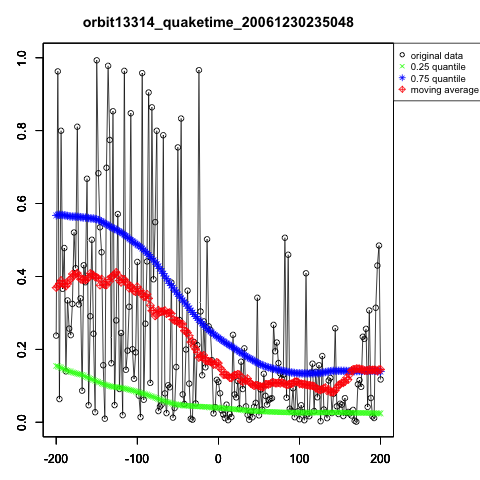 orbit13314_quaketime_20061230235048
original data
0.25 quantile
0.75 quantile
moving average
1.0
0.8
0.6
0.4
0.2
0.0
-200 -100 0 100 200